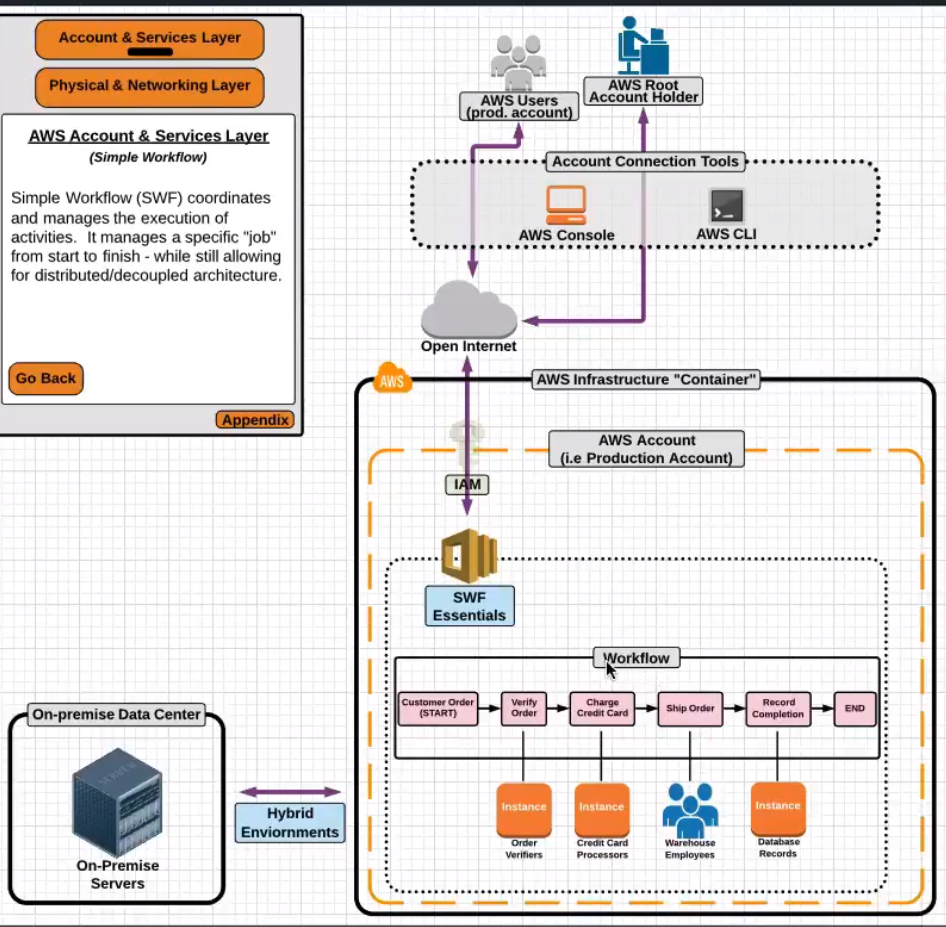 Account & Services Layer
Physical & Networking Layer
AWS Account & Services Layer
(Simple Workflow)
Simple Workflow (SWF) coordinates
and manages the execution of
activities. It manages a specific "job"
from start to finish - while still allowing
for distributed/decoupled architecture.
Go Back
Appendix
AWS Users
(prod. account)
AWS Root
Account Holder
Account Connection Tools
AWS Console
AWS CLI
Open Internet
AWS
AWS Infrastructure "Container"
AWS Account
(i.e Production Account)
IAM
SWF
Essentials
Workflow
Customer Order
(START)
Verify
Order
Charge
Credit Card
Ship Order
Record
Completion
END
Instance
Instance
Instance
Order
Verifiers
Credit Card
Processors
Warehouse
Employees
Database
Records
On-premise Data Center
SERVER
On-Premise
Servers
Hybrid
Enviornments